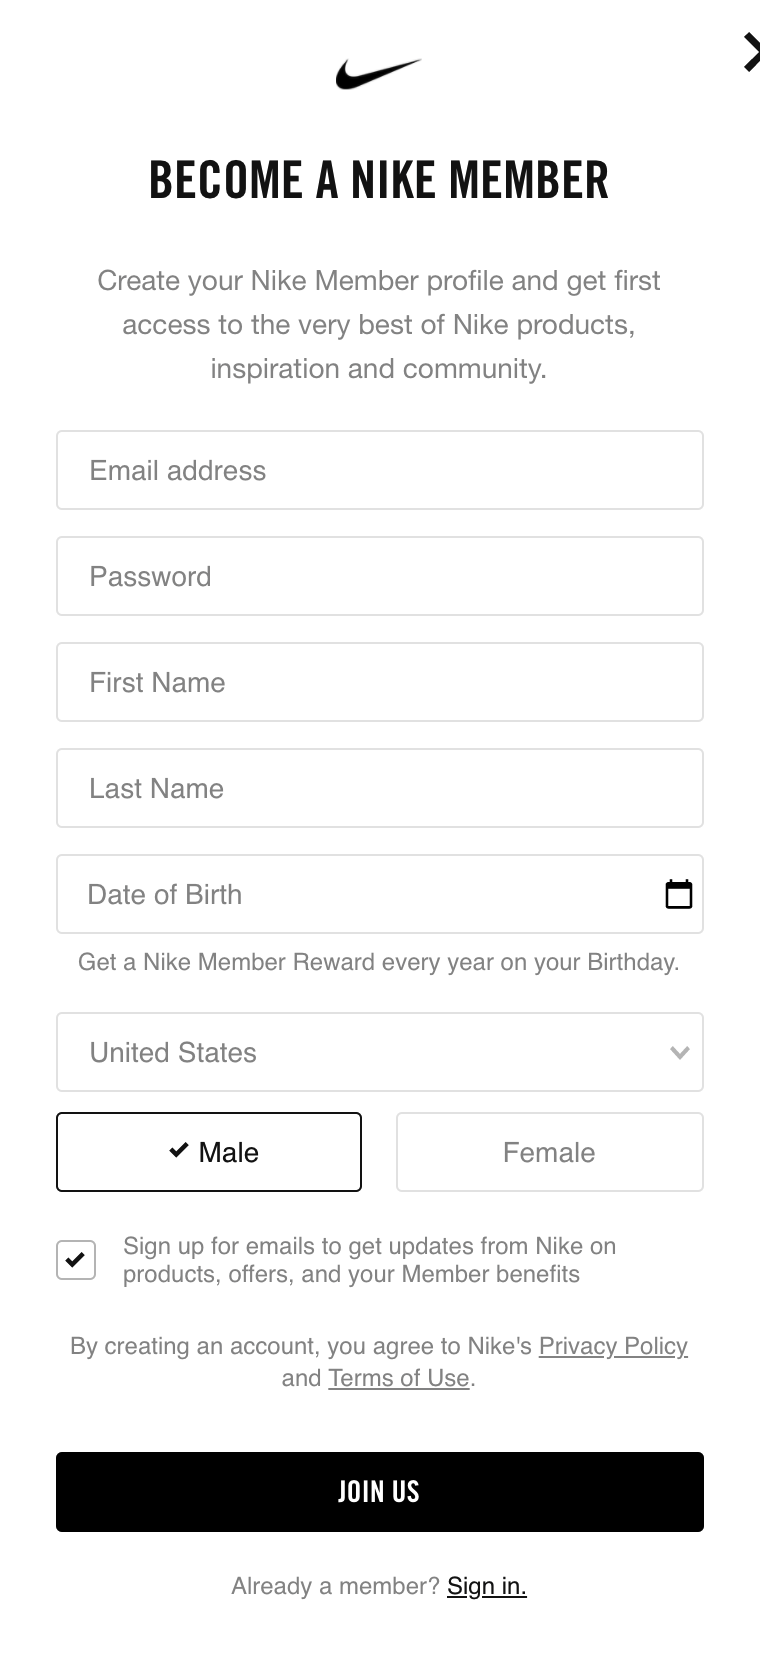 BECOME A NIKE MEMBER
Create your Nike Member profile and get first
access to the very best of Nike products,
inspiration and community.
Email address
Password
First Name
Last Name
Date of Birth
Get a Nike Member Reward every year on your Birthday.
United States
Male
Female
Sign up for emails to get updates from Nike on
products, offers, and your Member benefits
By creating an account, you agree to Nike's Privacy Policy
and Terms of Use.
JOIN US
Already a member? Sign in.